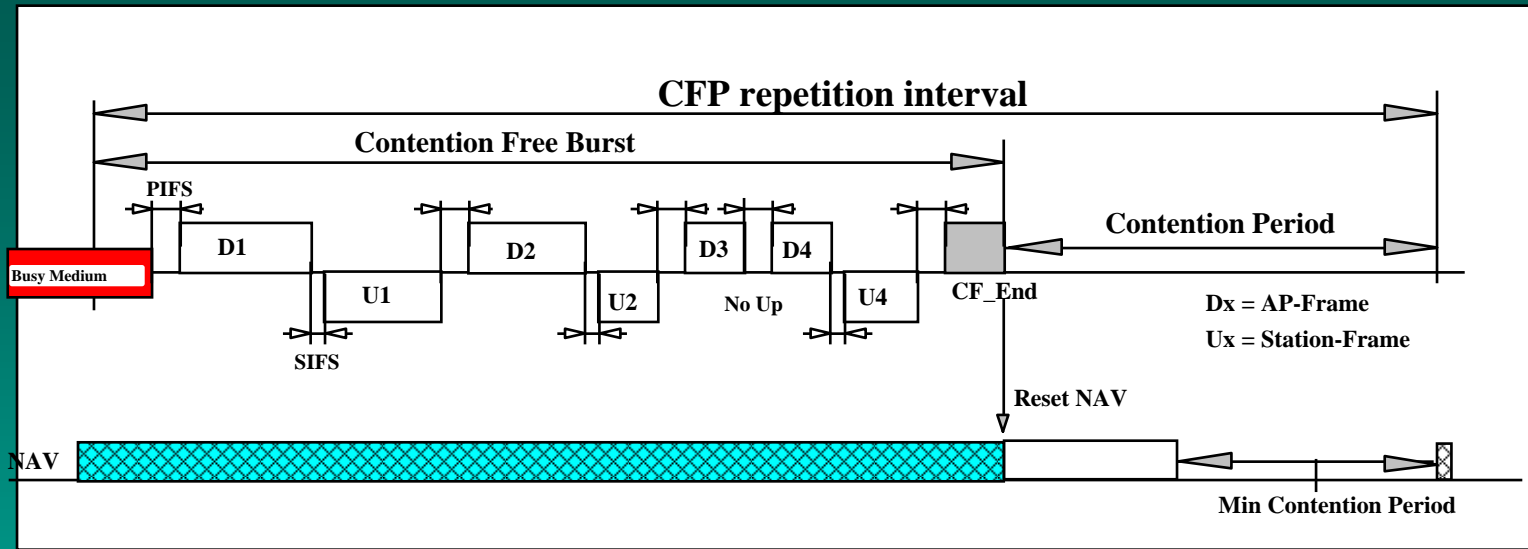 CFP repetition interval
Contention Free Burst
PIFS
Contention Period
D1
D2
D3
D4
Busy Medium
U1
U2
No Up
U4
CF_End
Dx = AP-Frame
Ux = Station-Frame
SIFS
Reset NAV
NAV
Min Contention Period